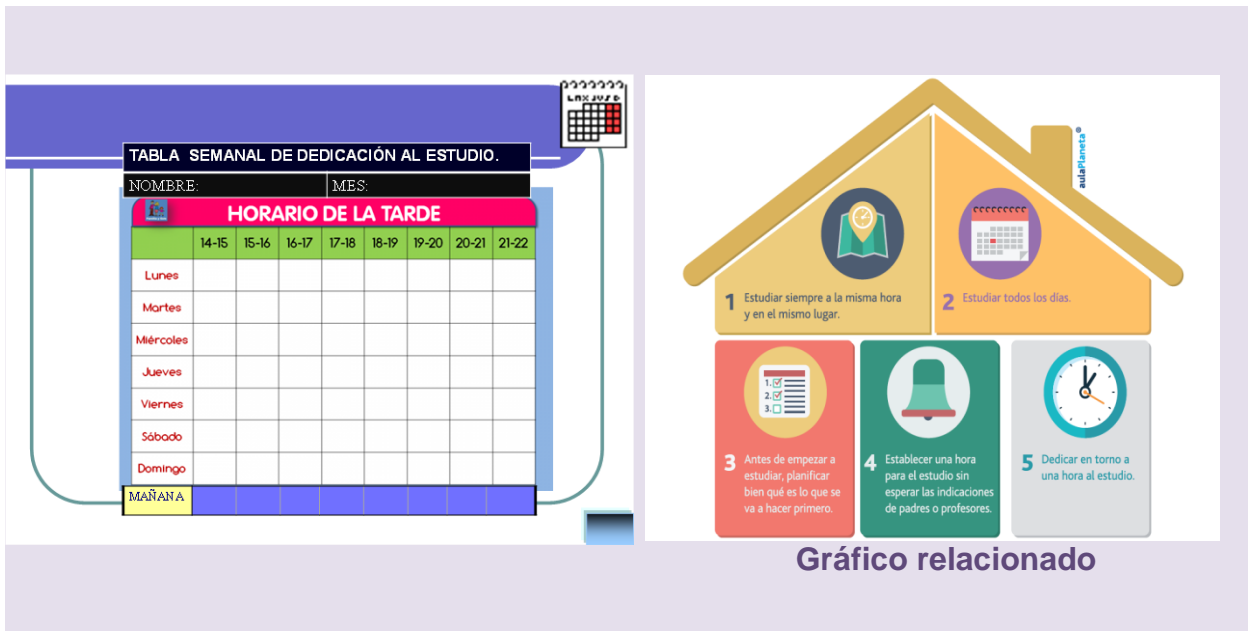 TABLA SEMANAL DE DEDICACIÓN AL ESTUDIO.
NOMBRE: MES:
HORARIO DE LA TARDE
14-15 15-16 16-17 17-18 18-19 19-20 20-21 21-22
Lunes
Martes
Miércoles
Jueves
Viernes
Sábado
Domingo
MAÑANA
aulaPlaneta
1 Estudiar siempre a la misma hora
y en el mismo lugar.
2 Estudiar todos los días.
1.
2.
3.
3 Antes de empezar a
estudiar, planificar
bien qué es lo que se
va a hacer primero.
4 Establecer una hora
para el estudio sin
esperar las indicaciones
de padres o profesores.
5 Dedicar en torno a
una hora al estudio.
Gráfico relacionado